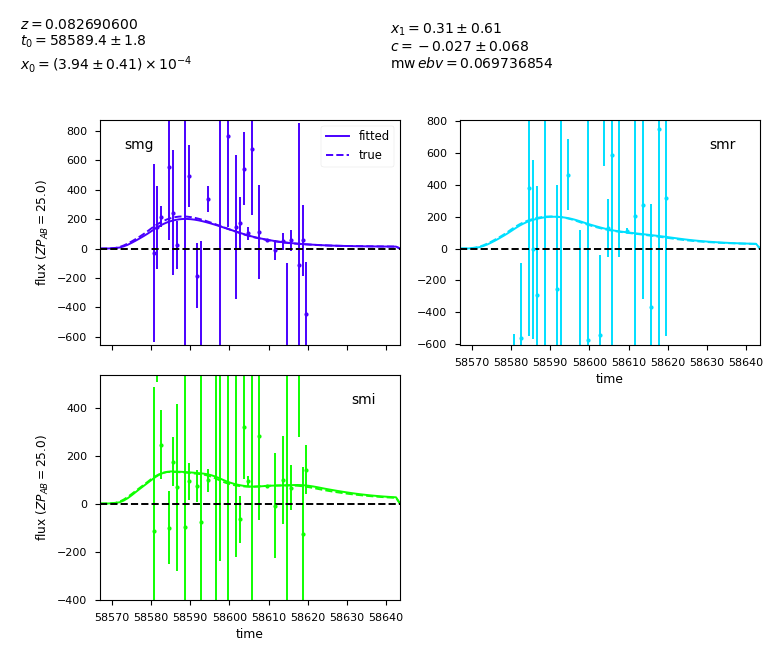 z = 0.082690600
t₀ = 58589.4 ± 1.8
x₀ = (3.94 ± 0.41) × 10⁻⁴
x₁ = 0.31 ± 0.61
c = −0.027 ± 0.068
mw ebv = 0.069736854
smg
fitted
true
flux (ZP_AB = 25.0)
800
600
400
200
0
−200
−400
−600
smr
800
600
400
200
0
−200
−400
−600
58570 58580 58590 58600 58610 58620 58630 58640
time
smi
flux (ZP_AB = 25.0)
400
200
0
−200
−400
58570 58580 58590 58600 58610 58620 58630 58640
time